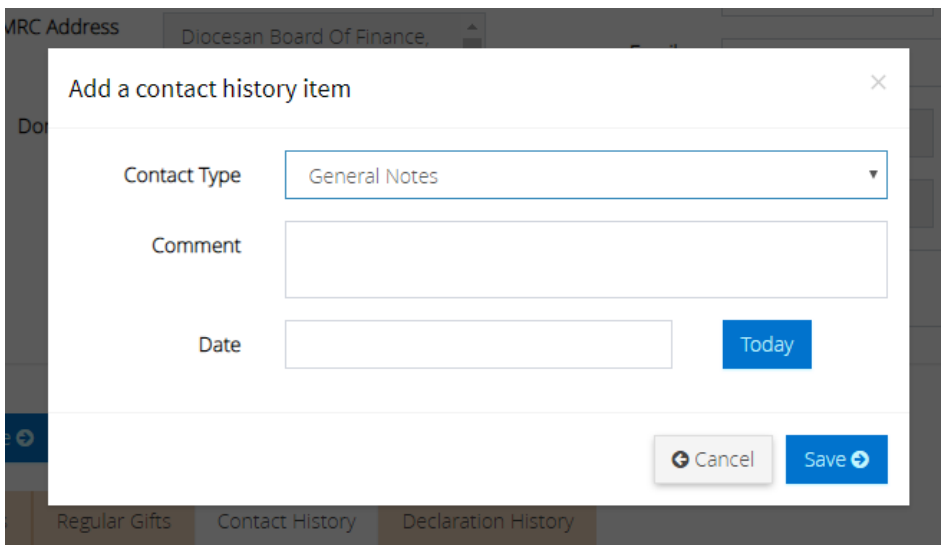 MRC Address
Diocesan Board Of Finance,
Add a contact history item
×
Contact Type
General Notes
Comment
Date
Today
Cancel
Save
Regular Gifts
Contact History
Declaration History